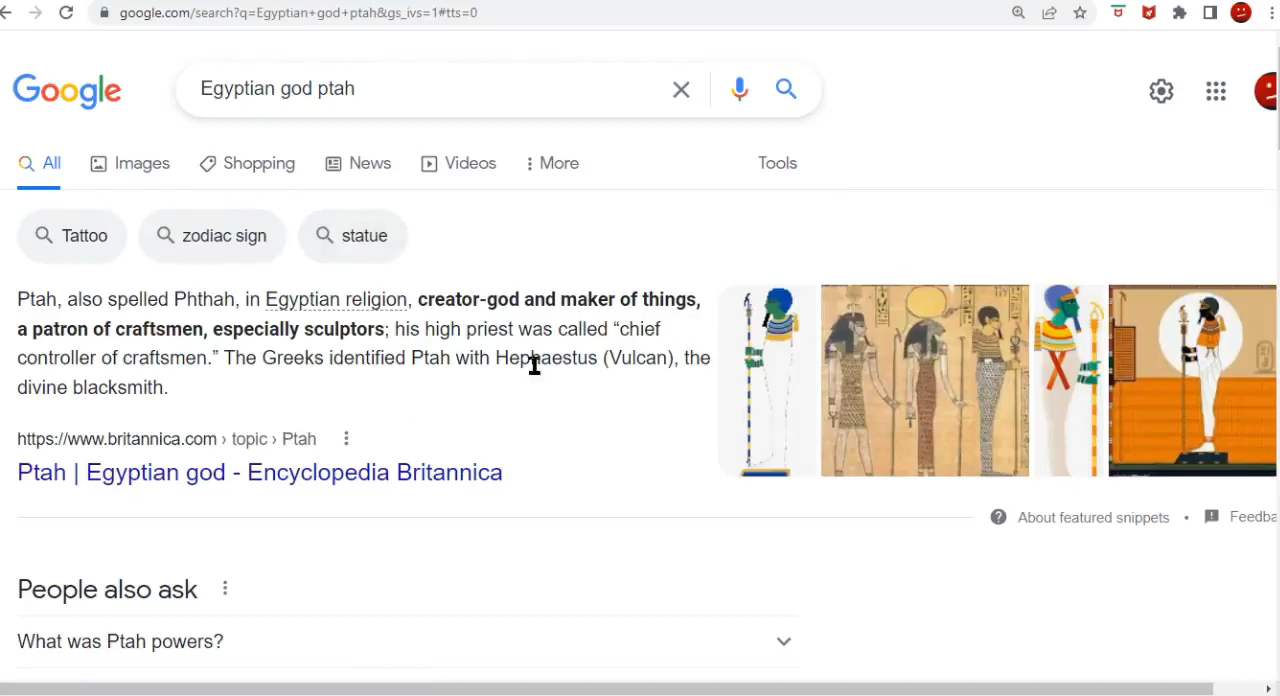 google.com/search?q=Egyptian+god+ptah&gs_ivs=1#tts=0
Google
Egyptian god ptah
All Images Shopping News Videos More Tools
Tattoo zodiac sign statue
Ptah, also spelled Phthah, in Egyptian religion, creator-god and maker of things,
a patron of craftsmen, especially sculptors; his high priest was called “chief
controller of craftsmen.” The Greeks identified Ptah with Hephaestus (Vulcan), the
divine blacksmith.
https://www.britannica.com › topic › Ptah
Ptah | Egyptian god - Encyclopedia Britannica
About featured snippets • Feedba
People also ask
What was Ptah powers?